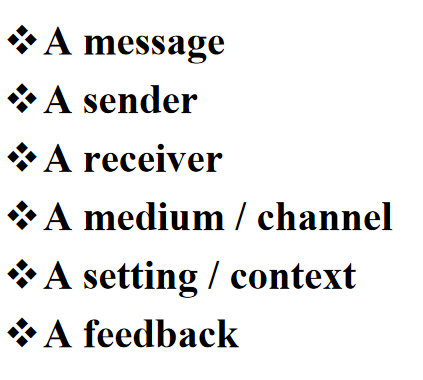 ❖A message
❖A sender
❖A receiver
❖A medium / channel
❖A setting / context
❖A feedback